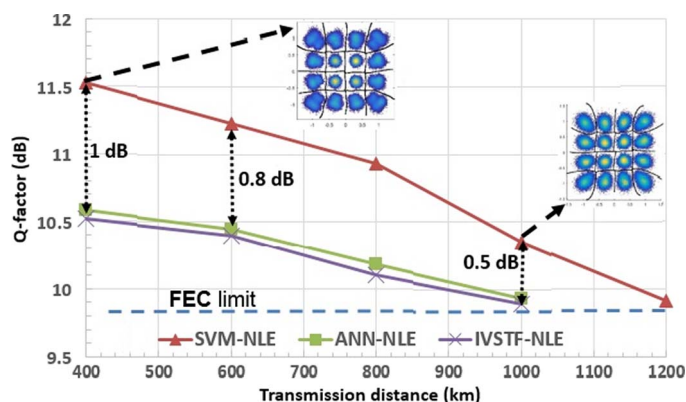 12
11.5
11
10.5
10
9.5
Q-factor (dB)
1 dB
0.8 dB
0.5 dB
FEC limit
SVM-NLE
ANN-NLE
IVSTF-NLE
400
500
600
700
800
900
1000
1100
1200
Transmission distance (km)